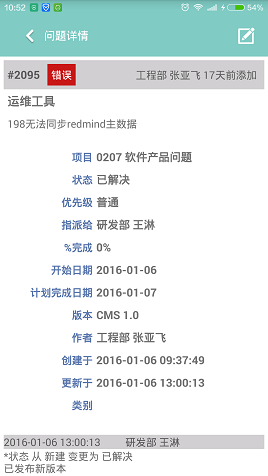 10:52 54%
问题详情
#2095 错误 工程部 张亚飞 17天前添加
运维工具
198无法同步redmind主数据
项目 0207 软件产品问题
状态 已解决
优先级 普通
指派给 研发部 王淋
%完成 0%
开始日期 2016-01-06
计划完成日期 2016-01-07
版本 CMS 1.0
作者 工程部 张亚飞
创建于 2016-01-06 09:37:49
更新于 2016-01-06 13:00:13
类别
2016-01-06 13:00:13 研发部 王淋
*状态 从 新建 变更为 已解决
已发布新版本